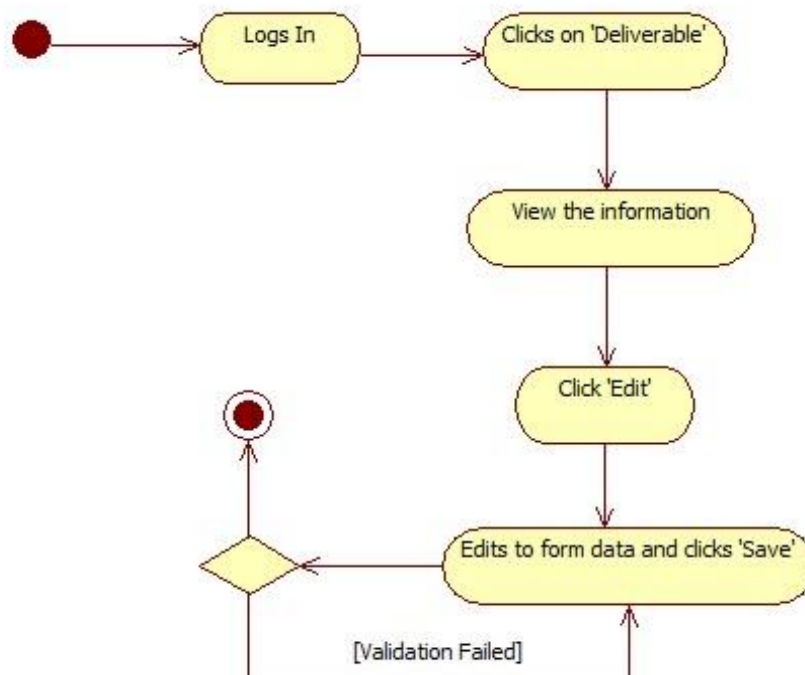 Logs In
Clicks on 'Deliverable'
View the information
Click 'Edit'
Edits to form data and clicks 'Save'
[Validation Failed]